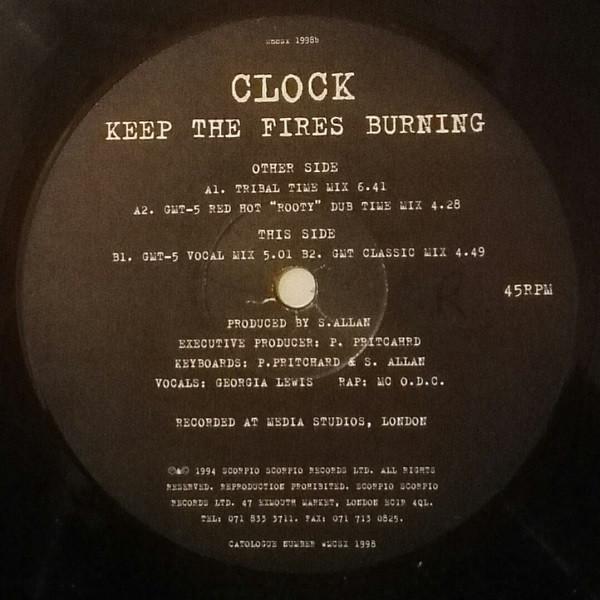 CLOCK
KEEP THE FIRES BURNING
OTHER SIDE
A1. TRIBAL TIME MIX 6.41
A2. GMT-5 RED HOT "ROOTY" DUB TIME MIX 4.28
THIS SIDE
B1. GMT-5 VOCAL MIX 5.01 B2. GMT CLASSIC MIX 4.49
45RPM
PRODUCED BY S.ALLAN
EXECUTIVE PRODUCER: P. PRITCAHRD
KEYBOARDS: P.PRITCHARD & S. ALLAN
VOCALS: GEORGIA LEWIS RAP: MC O.D.C.
RECORDED AT MEDIA STUDIOS, LONDON
1994 SCORPIO SCORPIO RECORDS LTD. ALL RIGHTS
RESERVED. REPRODUCTION PROHIBITED. SCORPIO SCORPIO
RECORDS LTD. 47 EXMOUTH MARKET, LONDON EC1R 4QL.
TEL: 071 833 3711. FAX: 071 713 0825.
CATOLOGUE NUMBER 1998